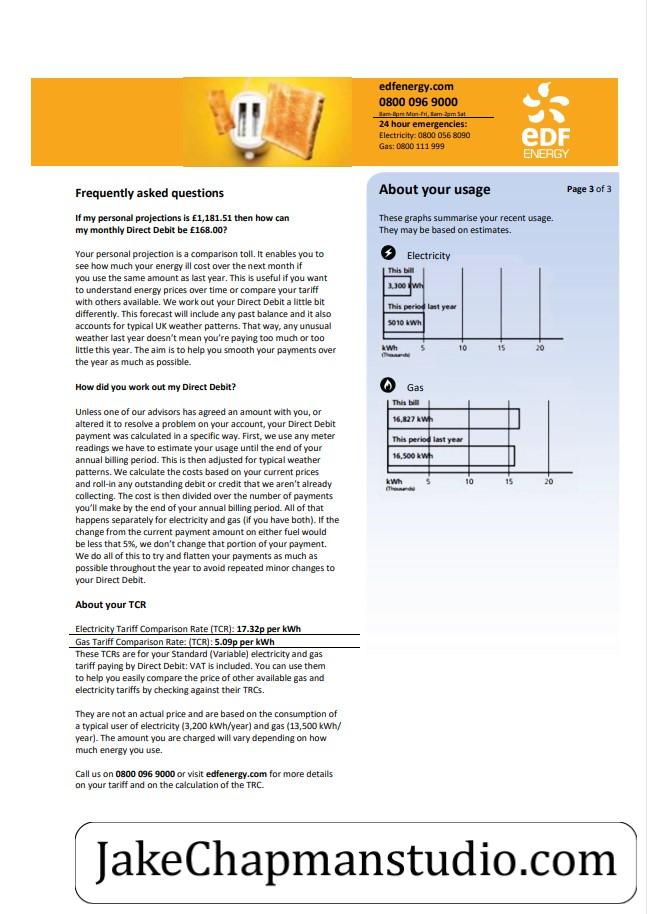 edfenergy.com
0800 096 9000
8am-8pm Mon-Fri, 8am-2pm Sat
24 hour emergencies:
Electricity: 0800 056 8090
Gas: 0800 111 999
eDF
ENERGY
Frequently asked questions
If my personal projections is £1,181.51 then how can
my monthly Direct Debit be £168.00?
Your personal projection is a comparison toll. It enables you to
see how much your energy ill cost over the next month if
you use the same amount as last year. This is useful if you want
to understand energy prices over time or compare your tariff
with others available. We work out your Direct Debit a little bit
differently. This forecast will include any past balance and it also
accounts for typical UK weather patterns. That way, any unusual
weather last year doesn't mean you're paying too much or too
little this year. The aim is to help you smooth your payments over
the year as much as possible.
How did you work out my Direct Debit?
Unless one of our advisors has agreed an amount with you, or
altered it to resolve a problem on your account, your Direct Debit
payment was calculated in a specific way. First, we use any meter
readings we have to estimate your usage until the end of your
annual billing period. This is then adjusted for typical weather
patterns. We calculate the costs based on your current prices
and roll-in any outstanding debt or credit that we aren't already
collecting. The cost is then divided over the number of payments
you'll make by the end of your annual billing period. All of that
happens separately for electricity and gas (if you have both). If the
change from the current payment amount on either fuel would
be less that 5%, we don't change that portion of your payment.
We do all of this to try and flatten your payments as much as
possible throughout the year to avoid repeated minor changes to
your Direct Debit.
About your TCR
Electricity Tariff Comparison Rate (TCR): 17.32p per kWh
Gas Tariff Comparison Rate: (TCR): 5.09p per kWh
These TCRs are for your Standard (Variable) electricity and gas
tariff paying by Direct Debit: VAT is included. You can use them
to help you easily compare the price of other available gas and
electricity tariffs by checking against their TRCs.
They are not an actual price and are based on the consumption of
a typical user of electricity (3,200 kWh/year) and gas (13,500 kWh/
year). The amount you are charged will vary depending on how
much energy you use.
Call us on 0800 096 9000 or visit edfenergy.com for more details
on your tariff and on the calculation of the TRC.
About your usage
Page 3 of 3
These graphs summarise your recent usage.
They may be based on estimates.
Electricity
This bill
3,300 kWh
This period last year
5010 kWh
kWh 5 10 15 20
(Thousands)
Gas
This bill
16,827 kWh
This period last year
16,500 kWh
kWh 5 10 15 20
(Thousands)
JakeChapmanstudio.com